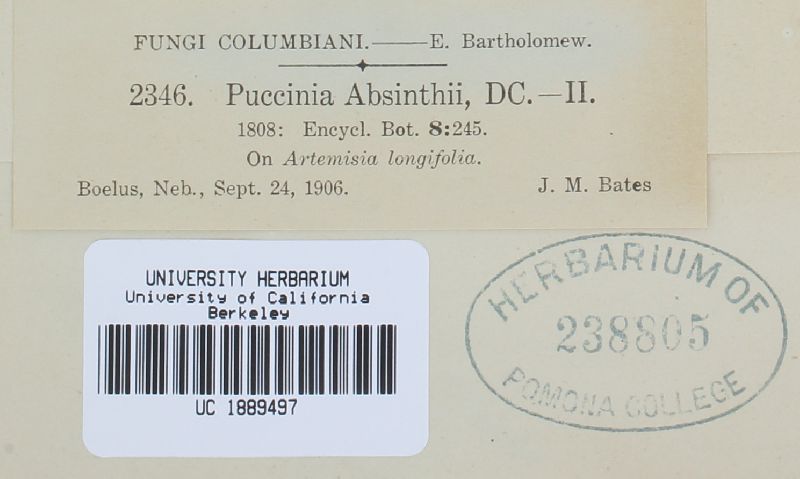 FUNGI COLUMBIANI.——E. Bartholomew.
2346. Puccinia Absinthii, DC.—II.
1808: Encycl. Bot. 8:245.
On Artemisia longifolia.
Boelus, Neb., Sept. 24, 1906. J. M. Bates
UNIVERSITY HERBARIUM
University of California
Berkeley
UC 1889497
HERBARIUM OF
238805
POMONA COLLEGE